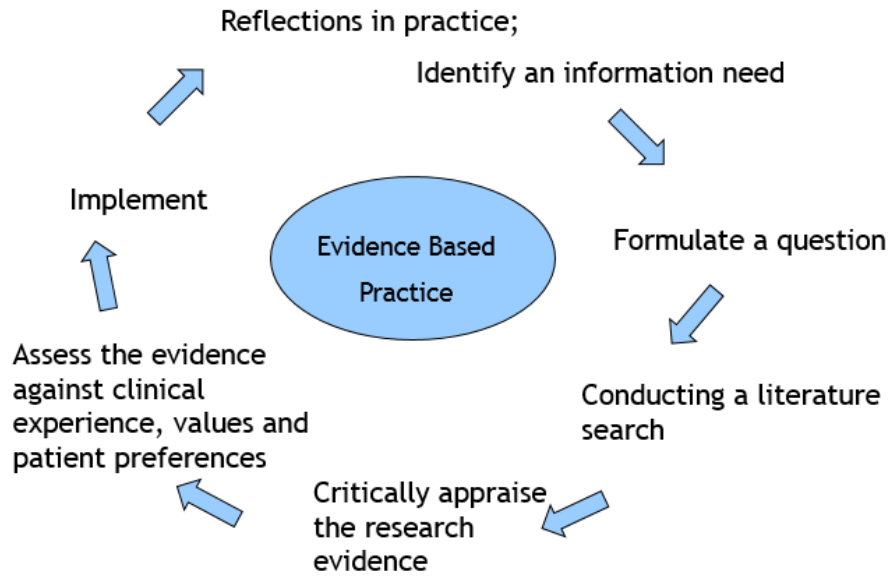 Reflections in practice;
Identify an information need
Formulate a question
Conducting a literature
search
Critically appraise
the research
evidence
Assess the evidence
against clinical
experience, values and
patient preferences
Implement
Evidence Based
Practice